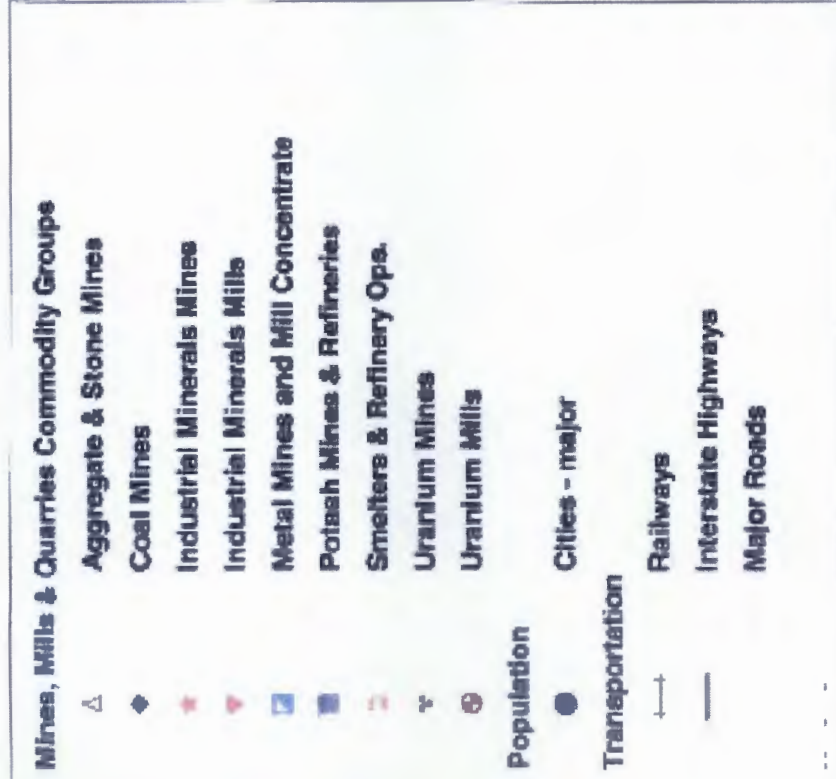 Mines, Mills & Quarries Commodity Groups
Aggregate & Stone Mines
Coal Mines
Industrial Minerals Mines
Industrial Minerals Mills
Metal Mines and Mill Concentrate
Potash Mines & Refineries
Smelters & Refinery Ops.
Uranium Mines
Uranium Mills
Population
Cities - major
Transportation
Railways
Interstate Highways
Major Roads